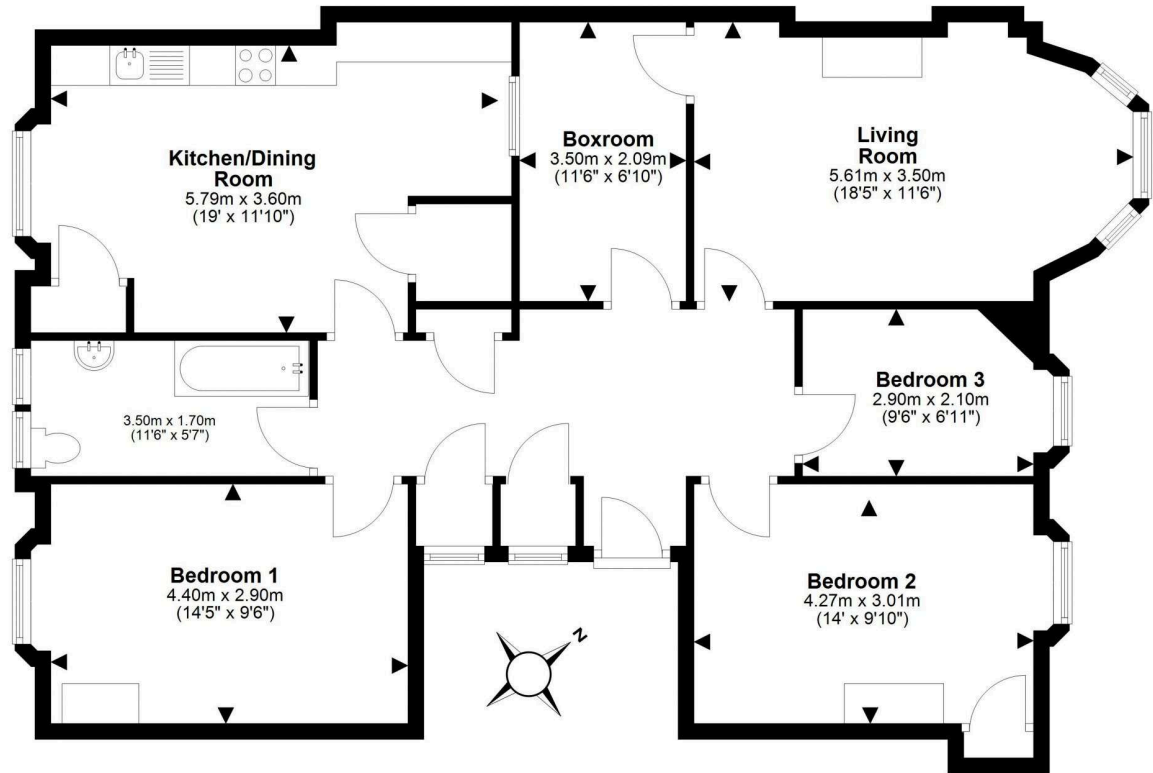 Kitchen/Dining
Room
5.79m x 3.60m
(19' x 11'10")
Boxroom
3.50m x 2.09m
(11'6" x 6'10")
Living
Room
5.61m x 3.50m
(18'5" x 11'6")
3.50m x 1.70m
(11'6" x 5'7")
Bedroom 3
2.90m x 2.10m
(9'6" x 6'11")
Bedroom 1
4.40m x 2.90m
(14'5" x 9'6")
Bedroom 2
4.27m x 3.01m
(14' x 9'10")
N